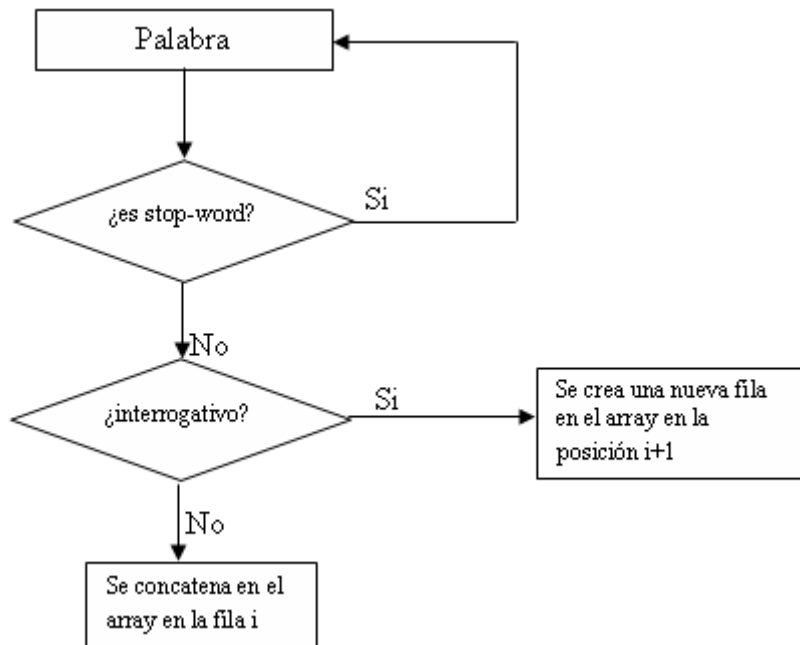 Palabra
¿es stop-word?
Si
No
¿interrogativo?
Si
Se crea una nueva fila
en el array en la
posición i+1
No
Se concatena en el
array en la fila i